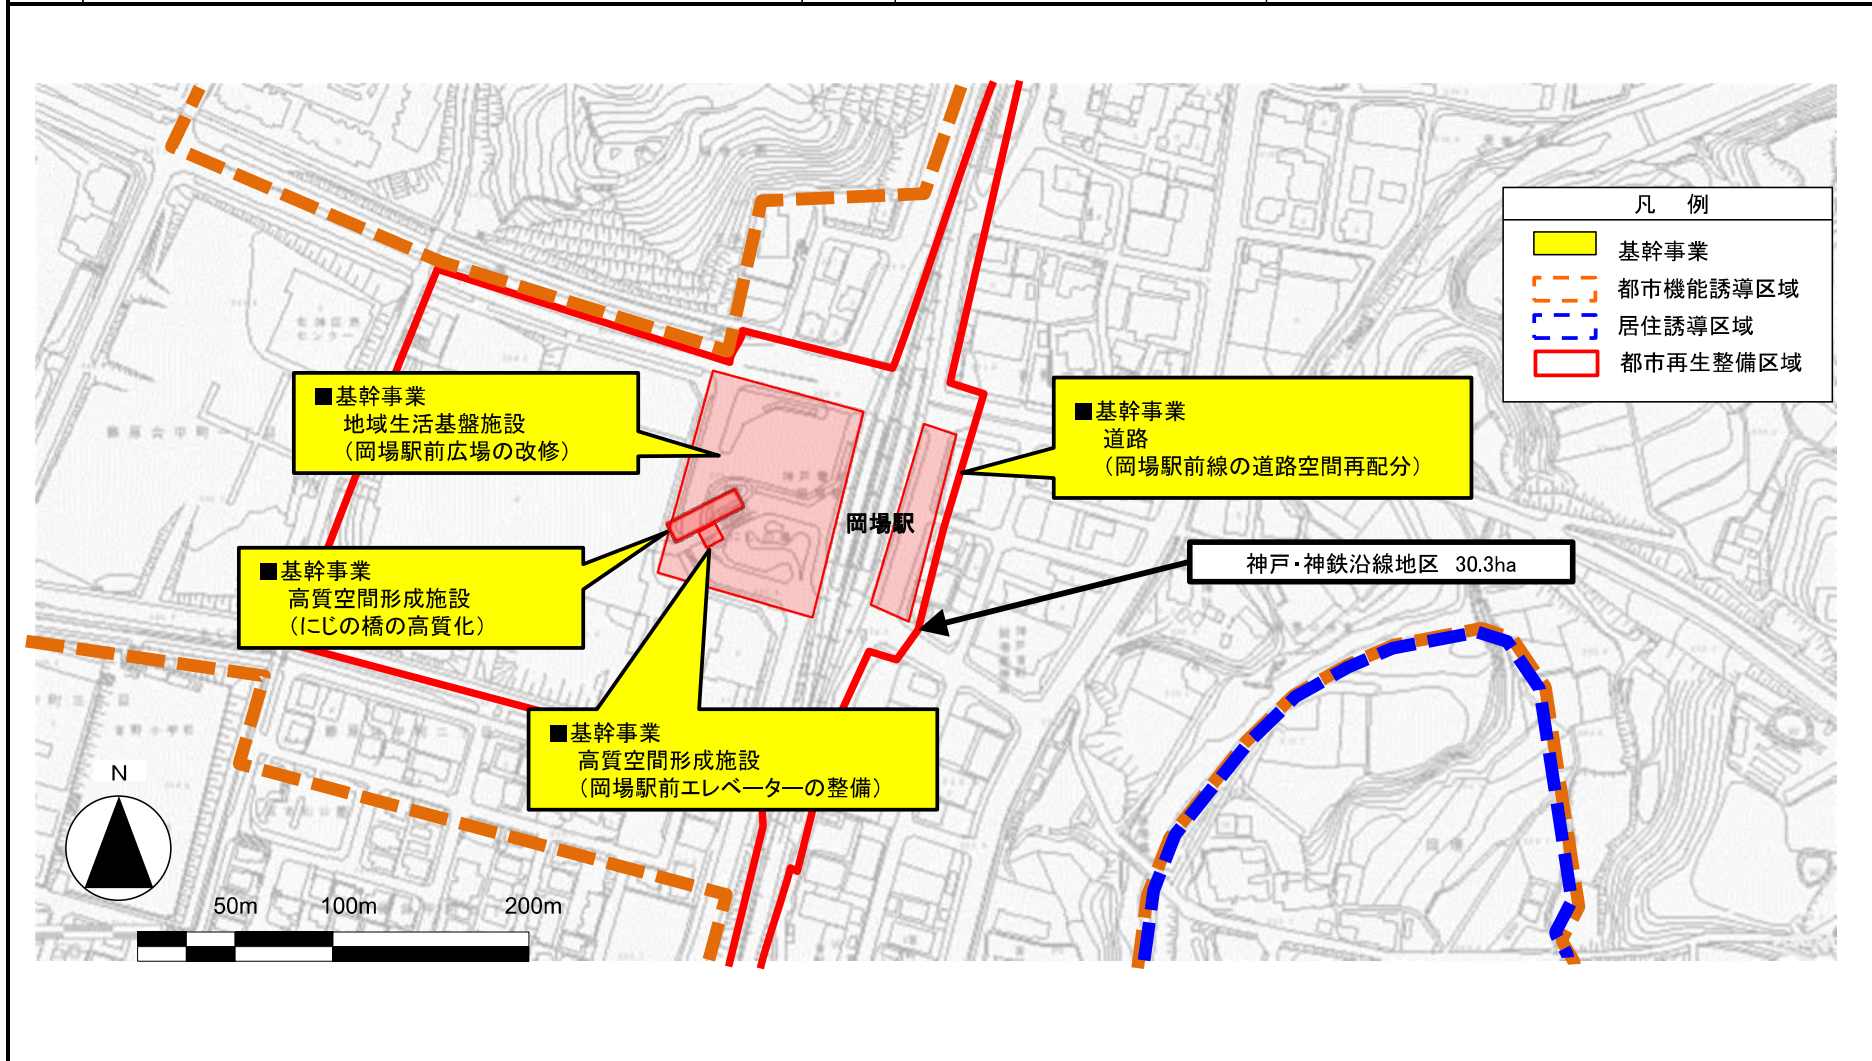 凡 例
基幹事業
都市機能誘導区域
居住誘導区域
都市再生整備区域
■基幹事業
地域生活基盤施設
（岡場駅前広場の改修）
■基幹事業
道路
（岡場駅前線の道路空間再配分）
岡場駅
神戸・神鉄沿線地区 30.3ha
■基幹事業
高質空間形成施設
（にじの橋の高質化）
■基幹事業
高質空間形成施設
（岡場駅前エレベーターの整備）
N
50m 100m 200m